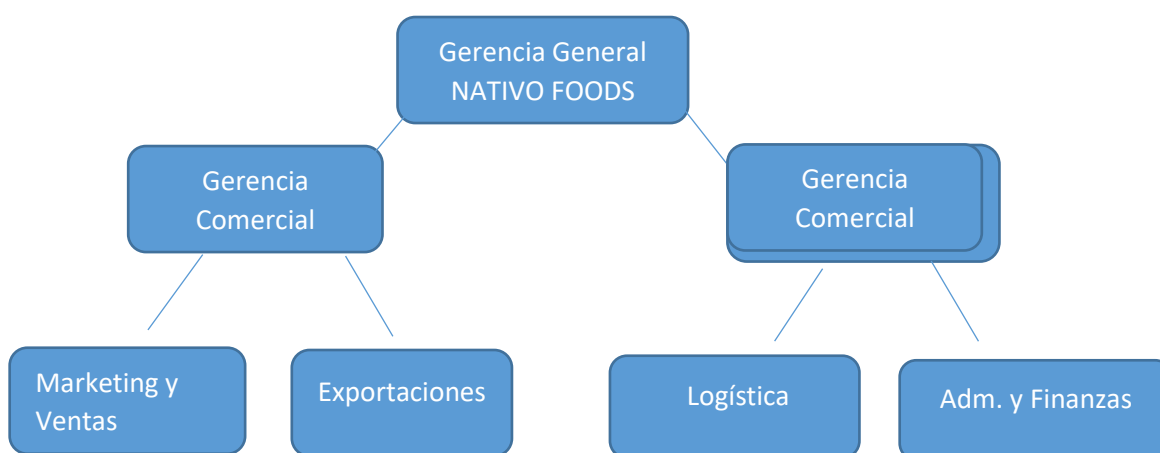 Gerencia General
NATIVO FOODS
Gerencia
Comercial
Gerencia
Comercial
Marketing y
Ventas
Exportaciones
Logística
Adm. y Finanzas